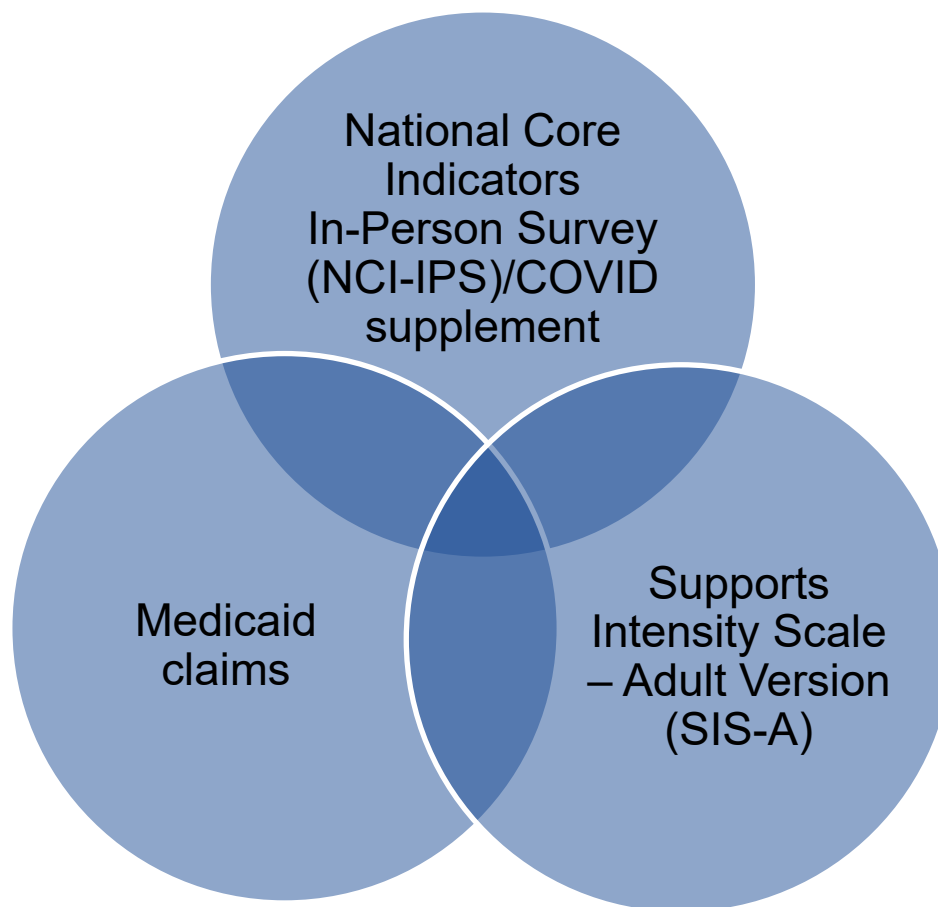 National Core
Indicators
In-Person Survey
(NCI-IPS)/COVID
supplement
Medicaid
claims
Supports
Intensity Scale
– Adult Version
(SIS-A)